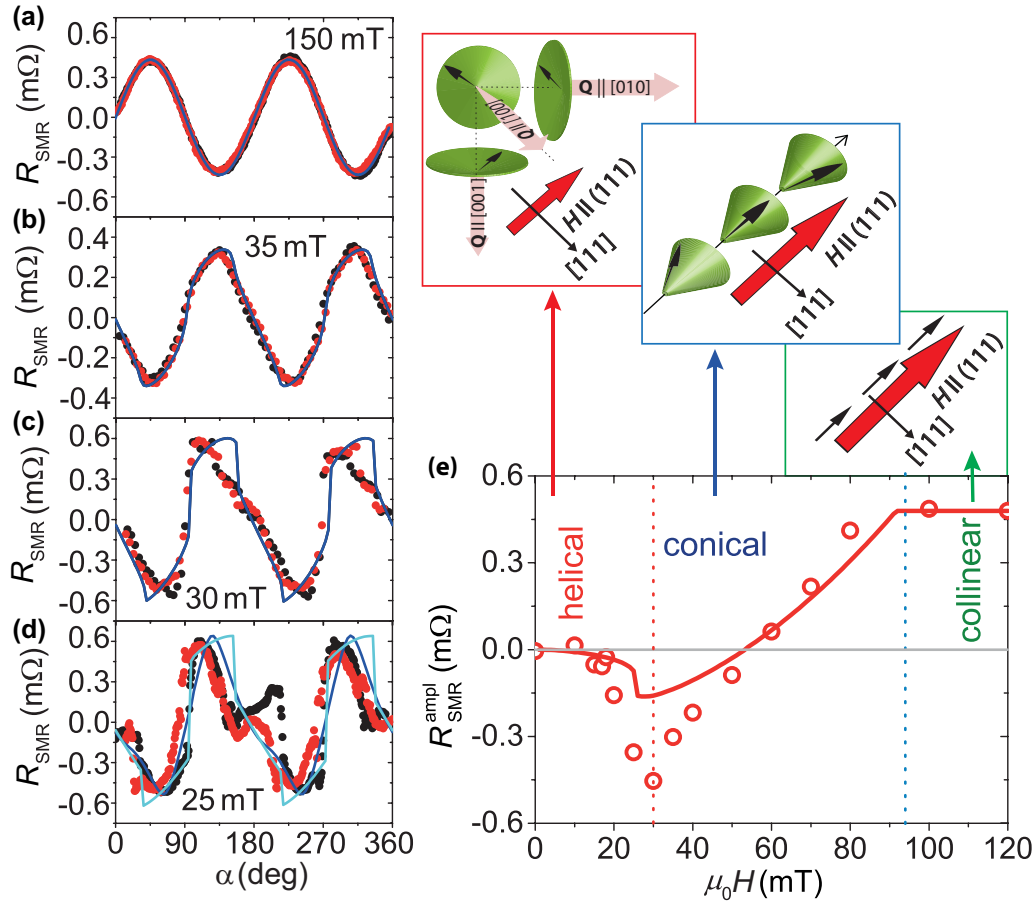 (a)
150 mT
R_SMR (mΩ)
0.6
0.3
0.0
-0.3
-0.6
(b)
35 mT
R_SMR (mΩ)
0.4
0.2
0.0
-0.2
-0.4
(c)
30 mT
R_SMR (mΩ)
0.6
0.3
0.0
-0.3
-0.6
(d)
25 mT
R_SMR (mΩ)
0.6
0.3
0.0
-0.3
-0.6
0 90 180 270 360
α (deg)
Q || [010]
Q || [100]
Q || [001]
H || (111)
[111]
H || (111)
[111]
H || (111)
[111]
(e)
helical
conical
collinear
R^ampl_SMR (mΩ)
0.6
0.3
0.0
-0.3
-0.6
0 20 40 60 80 100 120
μ₀H (mT)